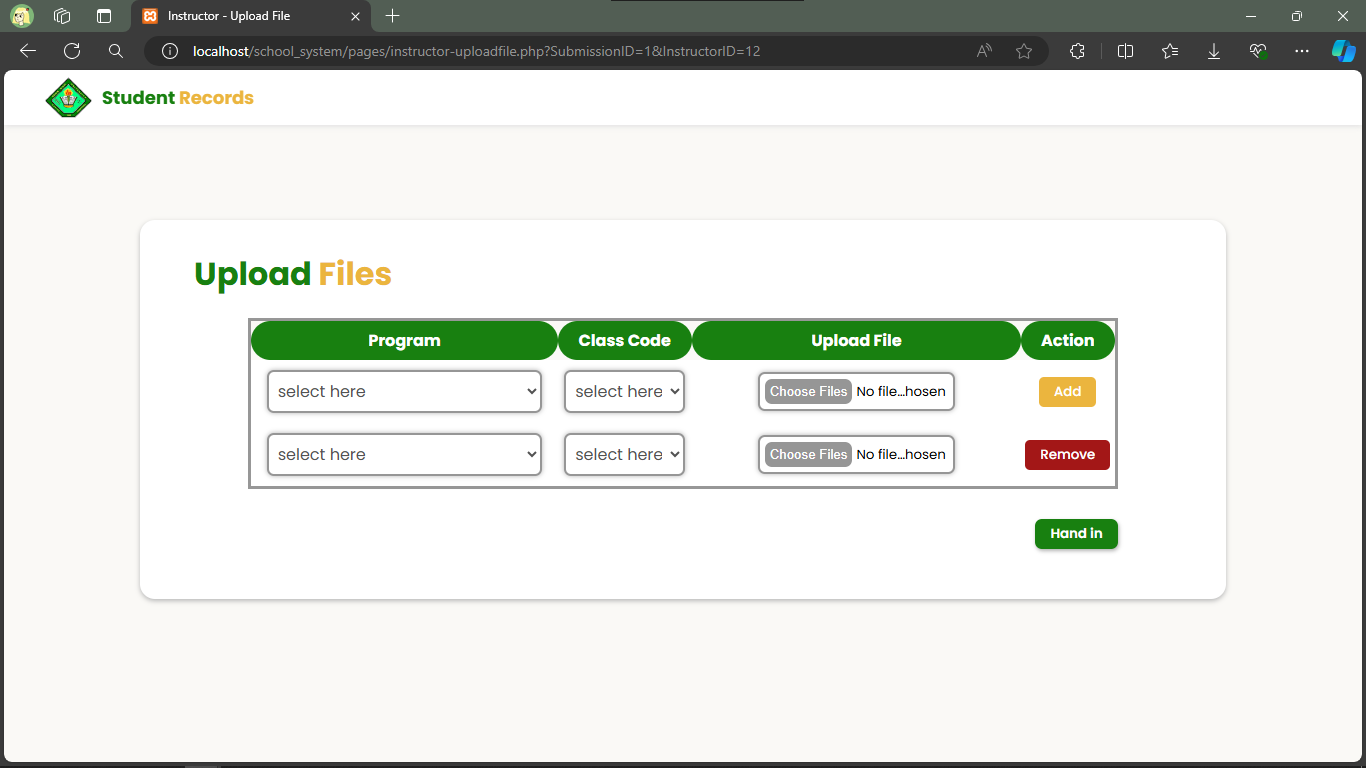 Instructor - Upload File
localhost/school_system/pages/instructor-uploadfile.php?SubmissionID=1&InstructorID=12
Student Records
Upload Files
Program Class Code Upload File Action
select here select here Choose Files No file...hosen Add
select here select here Choose Files No file...hosen Remove
Hand in